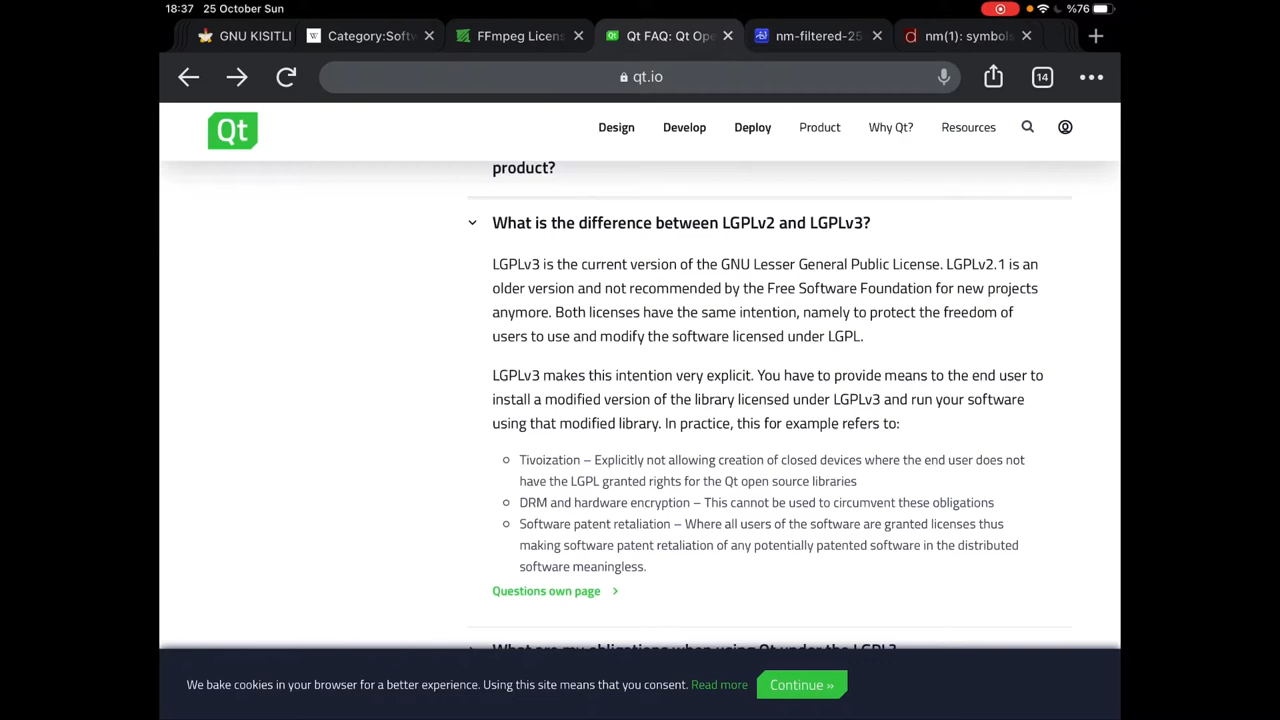 18:37 25 October Sun
%76
GNU KISITLI
W Category:Softw
FFmpeg Licens
Qt FAQ: Qt Ope
nm-filtered-25
nm(1): symbols
qt.io
14
Qt
Design Develop Deploy Product Why Qt? Resources
product?
What is the difference between LGPLv2 and LGPLv3?
LGPLv3 is the current version of the GNU Lesser General Public License. LGPLv2.1 is an
older version and not recommended by the Free Software Foundation for new projects
anymore. Both licenses have the same intention, namely to protect the freedom of
users to use and modify the software licensed under LGPL.
LGPLv3 makes this intention very explicit. You have to provide means to the end user to
install a modified version of the library licensed under LGPLv3 and run your software
using that modified library. In practice, this for example refers to:
Tivoization – Explicitly not allowing creation of closed devices where the end user does not
have the LGPL granted rights for the Qt open source libraries
DRM and hardware encryption – This cannot be used to circumvent these obligations
Software patent retaliation – Where all users of the software are granted licenses thus
making software patent retaliation of any potentially patented software in the distributed
software meaningless.
Questions own page
What are my obligations when using Qt under the LGPL?
We bake cookies in your browser for a better experience. Using this site means that you consent. Read more
Continue »